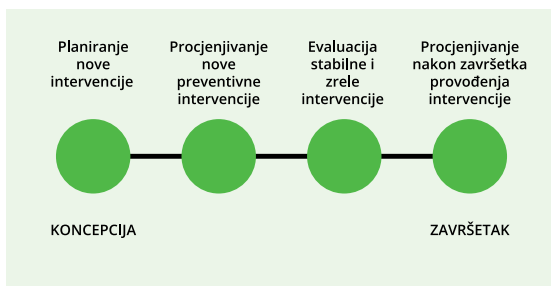 Planiranje
nove
intervencije
Procjenjivanje
nove
preventivne
intervencije
Evaluacija
stabilne i
zrele
intervencije
Procjenjivanje
nakon završetka
provođenja
intervencije
KONCEPCIJA
ZAVRŠETAK